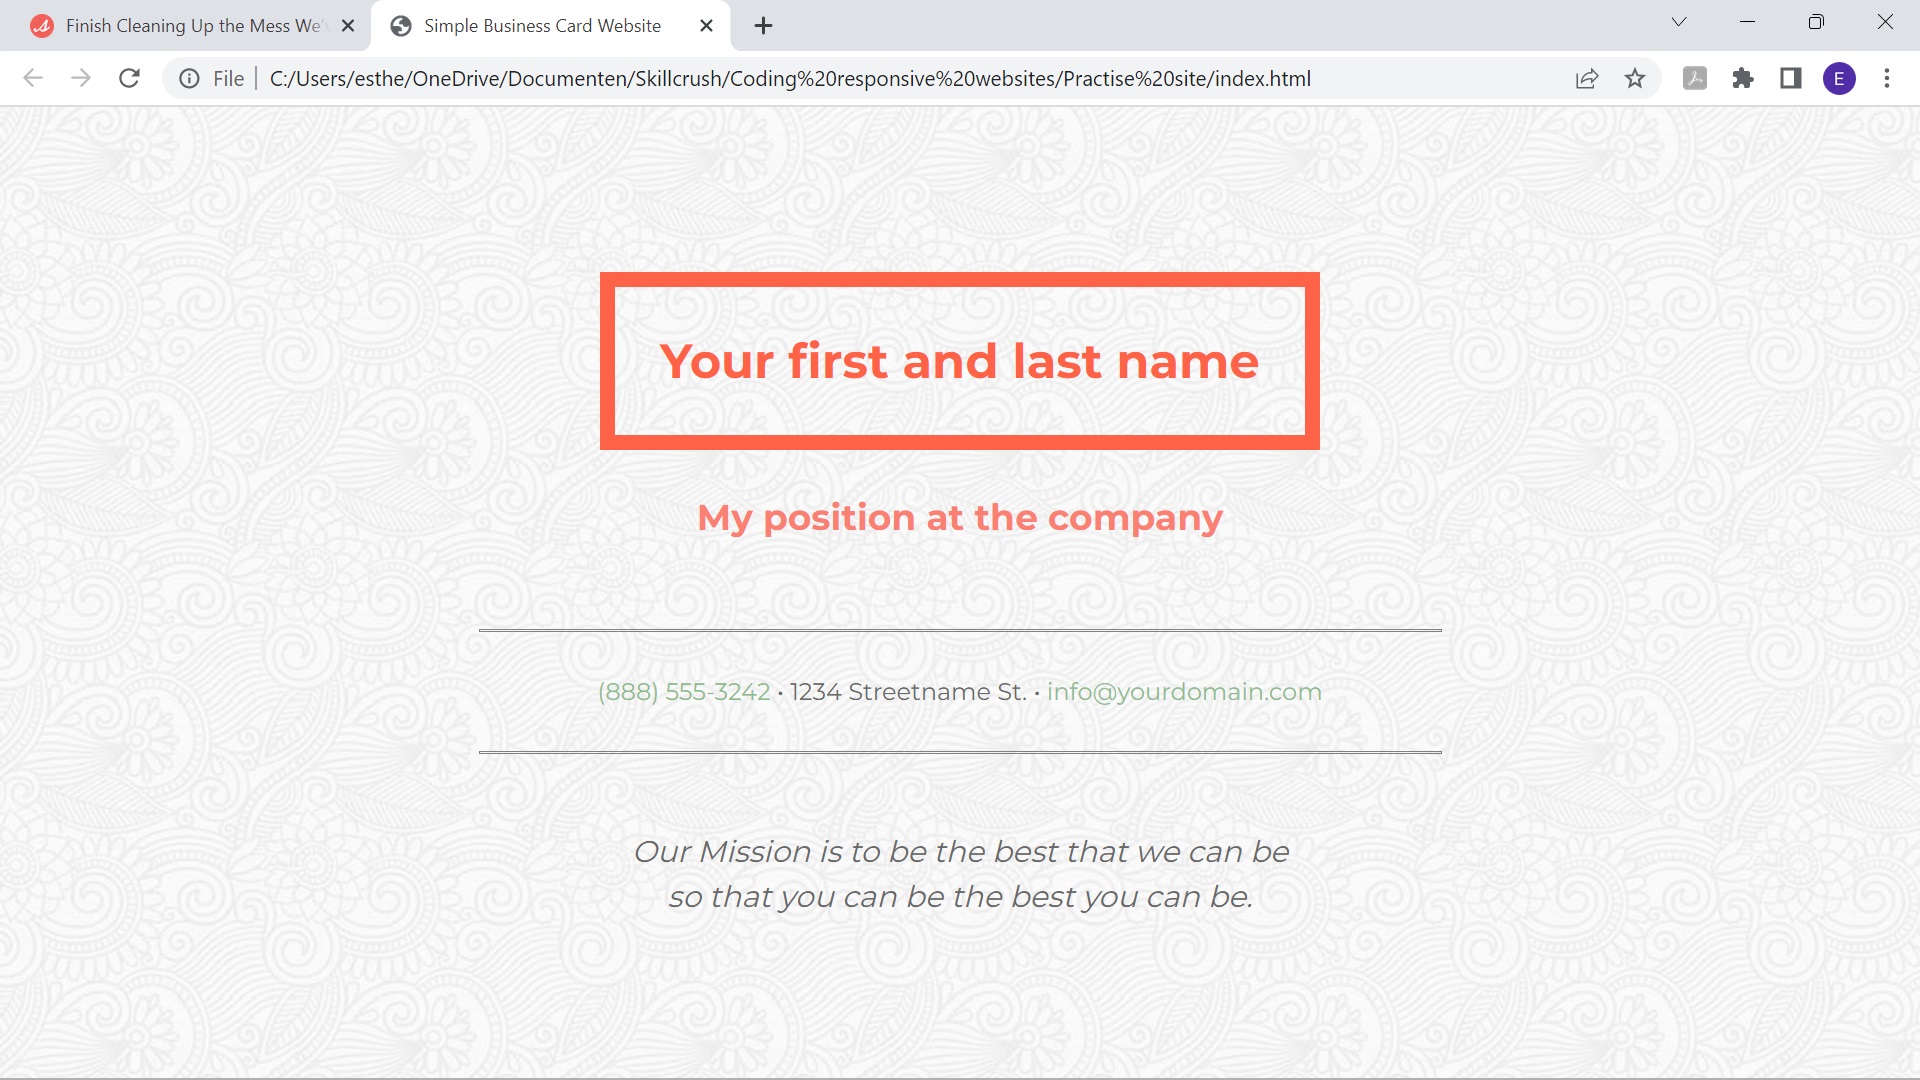 Finish Cleaning Up the Mess We'
Simple Business Card Website
File C:/Users/esthe/OneDrive/Documenten/Skillcrush/Coding%20responsive%20websites/Practise%20site/index.html
E
Your first and last name
My position at the company
(888) 555-3242 • 1234 Streetname St. • info@yourdomain.com
Our Mission is to be the best that we can be
so that you can be the best you can be.